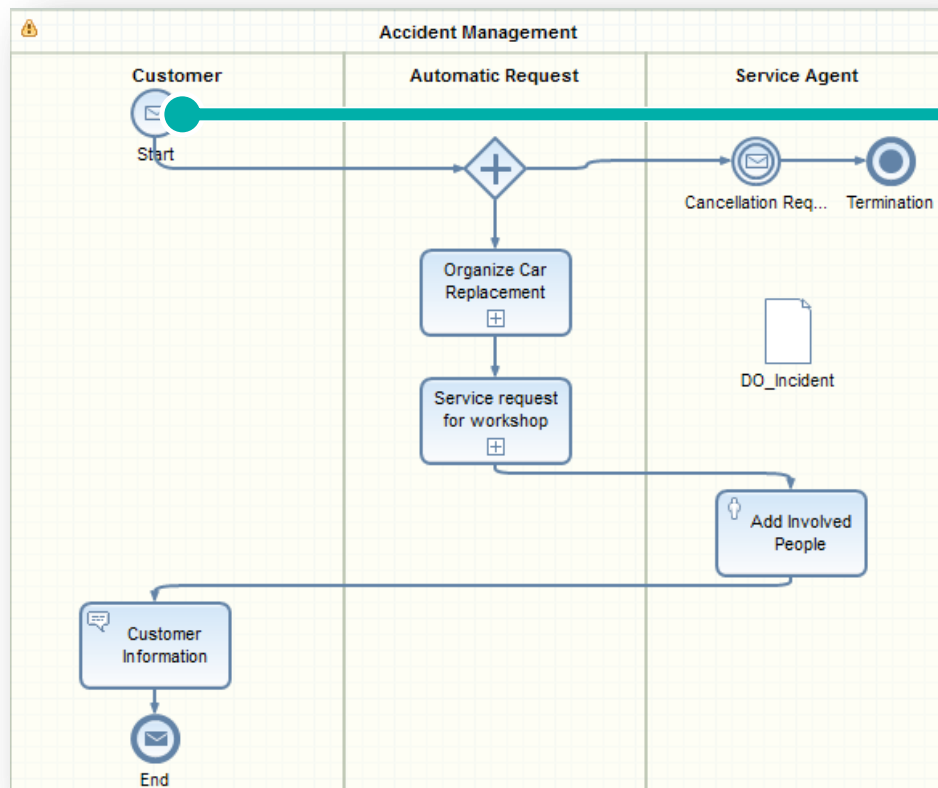 Accident Management
Customer
Automatic Request
Service Agent
Start
Cancellation Req...
Termination
Organize Car
Replacement
DO_Incident
Service request
for workshop
Add Involved
People
Customer
Information
End